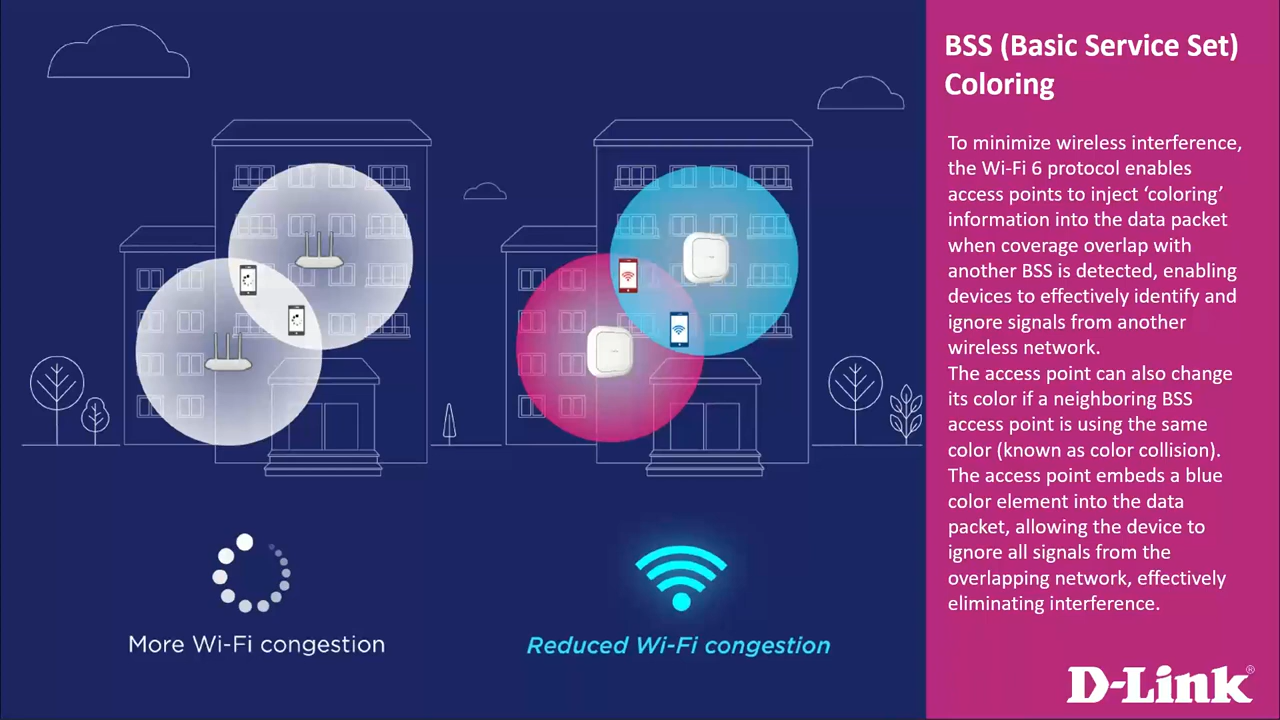 BSS (Basic Service Set)
Coloring
To minimize wireless interference,
the Wi-Fi 6 protocol enables
access points to inject ‘coloring’
information into the data packet
when coverage overlap with
another BSS is detected, enabling
devices to effectively identify and
ignore signals from another
wireless network.
The access point can also change
its color if a neighboring BSS
access point is using the same
color (known as color collision).
The access point embeds a blue
color element into the data
packet, allowing the device to
ignore all signals from the
overlapping network, effectively
eliminating interference.
More Wi-Fi congestion
Reduced Wi-Fi congestion
D-Link®